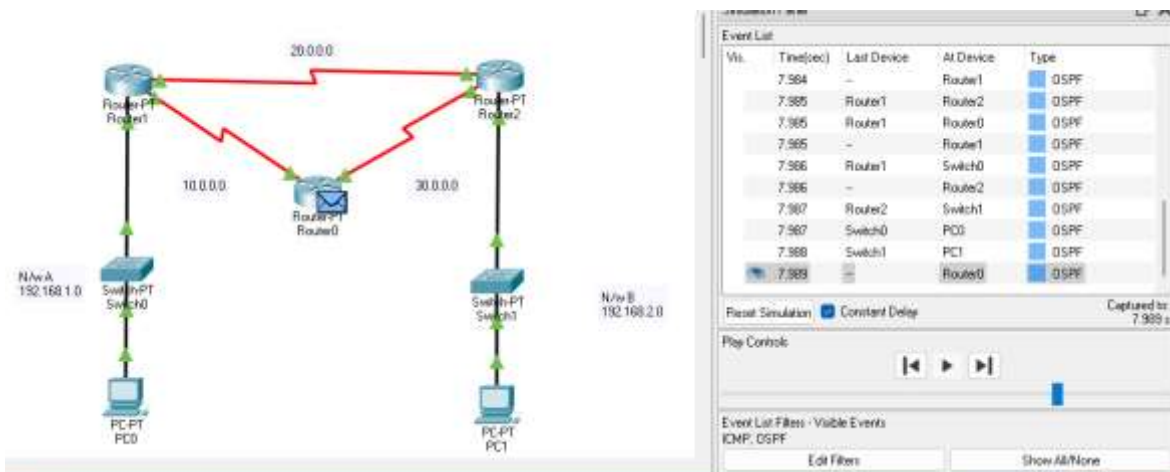 20.0.0.0
Router-PT
Router1
Router-PT
Router2
10.0.0.0
30.0.0.0
Router-PT
Router0
N/w A
192.168.1.0
Switch-PT
Switch0
Switch-PT
Switch1
N/w B
192.168.2.0
PC-PT
PC0
PC-PT
PC1
Simulation Panel
Event List
Vis. Time(sec) Last Device At Device Type
7.984 -- Router1 OSPF
7.985 Router1 Router2 OSPF
7.985 Router1 Router0 OSPF
7.985 -- Router1 OSPF
7.986 Router1 Switch0 OSPF
7.986 -- Router2 OSPF
7.987 Router2 Switch1 OSPF
7.987 Switch0 PC0 OSPF
7.988 Switch1 PC1 OSPF
7.989 -- Router0 OSPF
Reset Simulation Constant Delay Captured to:
7.989 s
Play Controls
Event List Filters - Visible Events
ICMP, OSPF
Edit Filters Show All/None